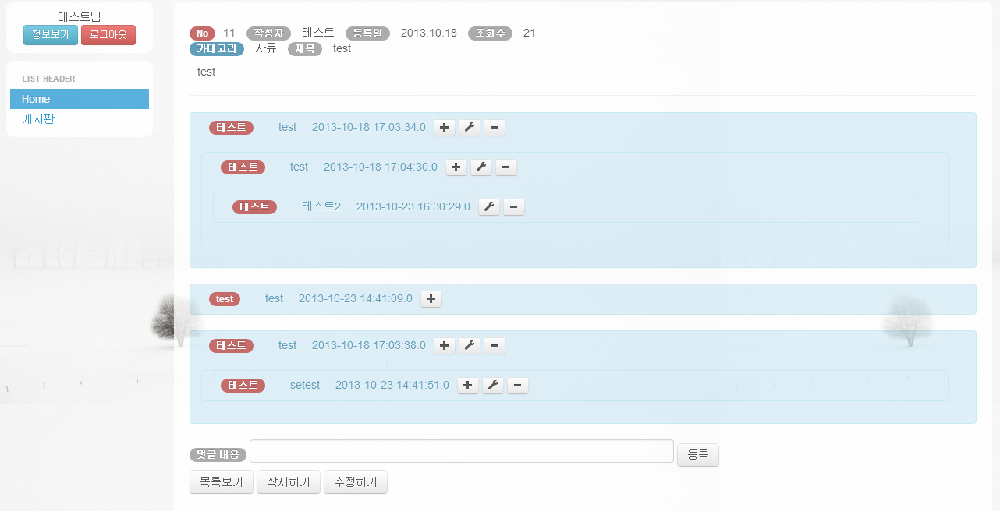 테스트님
정보보기 로그아웃
LIST HEADER
Home
게시판
No 11 작성자 테스트 등록일 2013.10.18 조회수 21
카테고리 자유 제목 test
test
테스트 test 2013-10-18 17:03:34.0
테스트 test 2013-10-18 17:04:30.0
테스트 테스트2 2013-10-23 16:30:29.0
test test 2013-10-23 14:41:09.0
테스트 test 2013-10-18 17:03:38.0
테스트 setest 2013-10-23 14:41:51.0
댓글 내용 등록
목록보기 삭제하기 수정하기